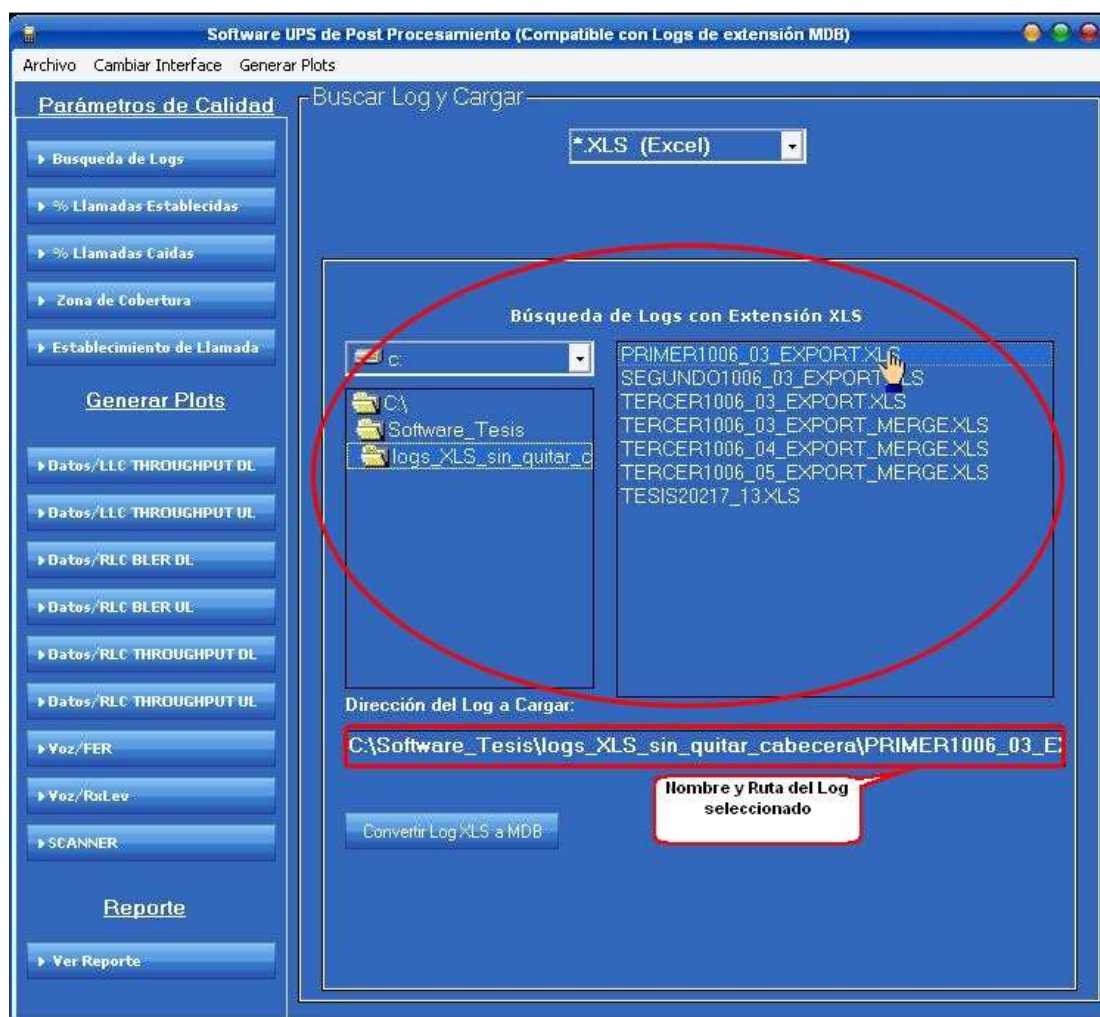 Software UPS de Post Procesamiento (Compatible con Logs de extensión MDB)
Archivo Cambiar Interface Generar Plots
Parámetros de Calidad
Busqueda de Logs
% Llamadas Establecidas
% Llamadas Caidas
Zona de Cobertura
Establecimiento de Llamada
Generar Plots
Datos/LLC THROUGHPUT DL
Datos/LLC THROUGHPUT UL
Datos/RLC BLER DL
Datos/RLC BLER UL
Datos/RLC THROUGHPUT DL
Datos/RLC THROUGHPUT UL
Voz/FER
Voz/RxLev
SCANNER
Reporte
Ver Reporte
Buscar Log y Cargar
*.XLS (Excel)
Búsqueda de Logs con Extensión XLS
c:
C:\
Software_Tesis
logs_XLS_sin_quitar_c
PRIMER1006_03_EXPORT.XLS
SEGUNDO1006_03_EXPORT.XLS
TERCER1006_03_EXPORT.XLS
TERCER1006_03_EXPORT_MERGE.XLS
TERCER1006_04_EXPORT_MERGE.XLS
TERCER1006_05_EXPORT_MERGE.XLS
TESIS20217_13.XLS
Dirección del Log a Cargar:
C:\Software_Tesis\logs_XLS_sin_quitar_cabecera\PRIMER1006_03_E
Nombre y Ruta del Log
seleccionado
Convertir Log XLS a MDB